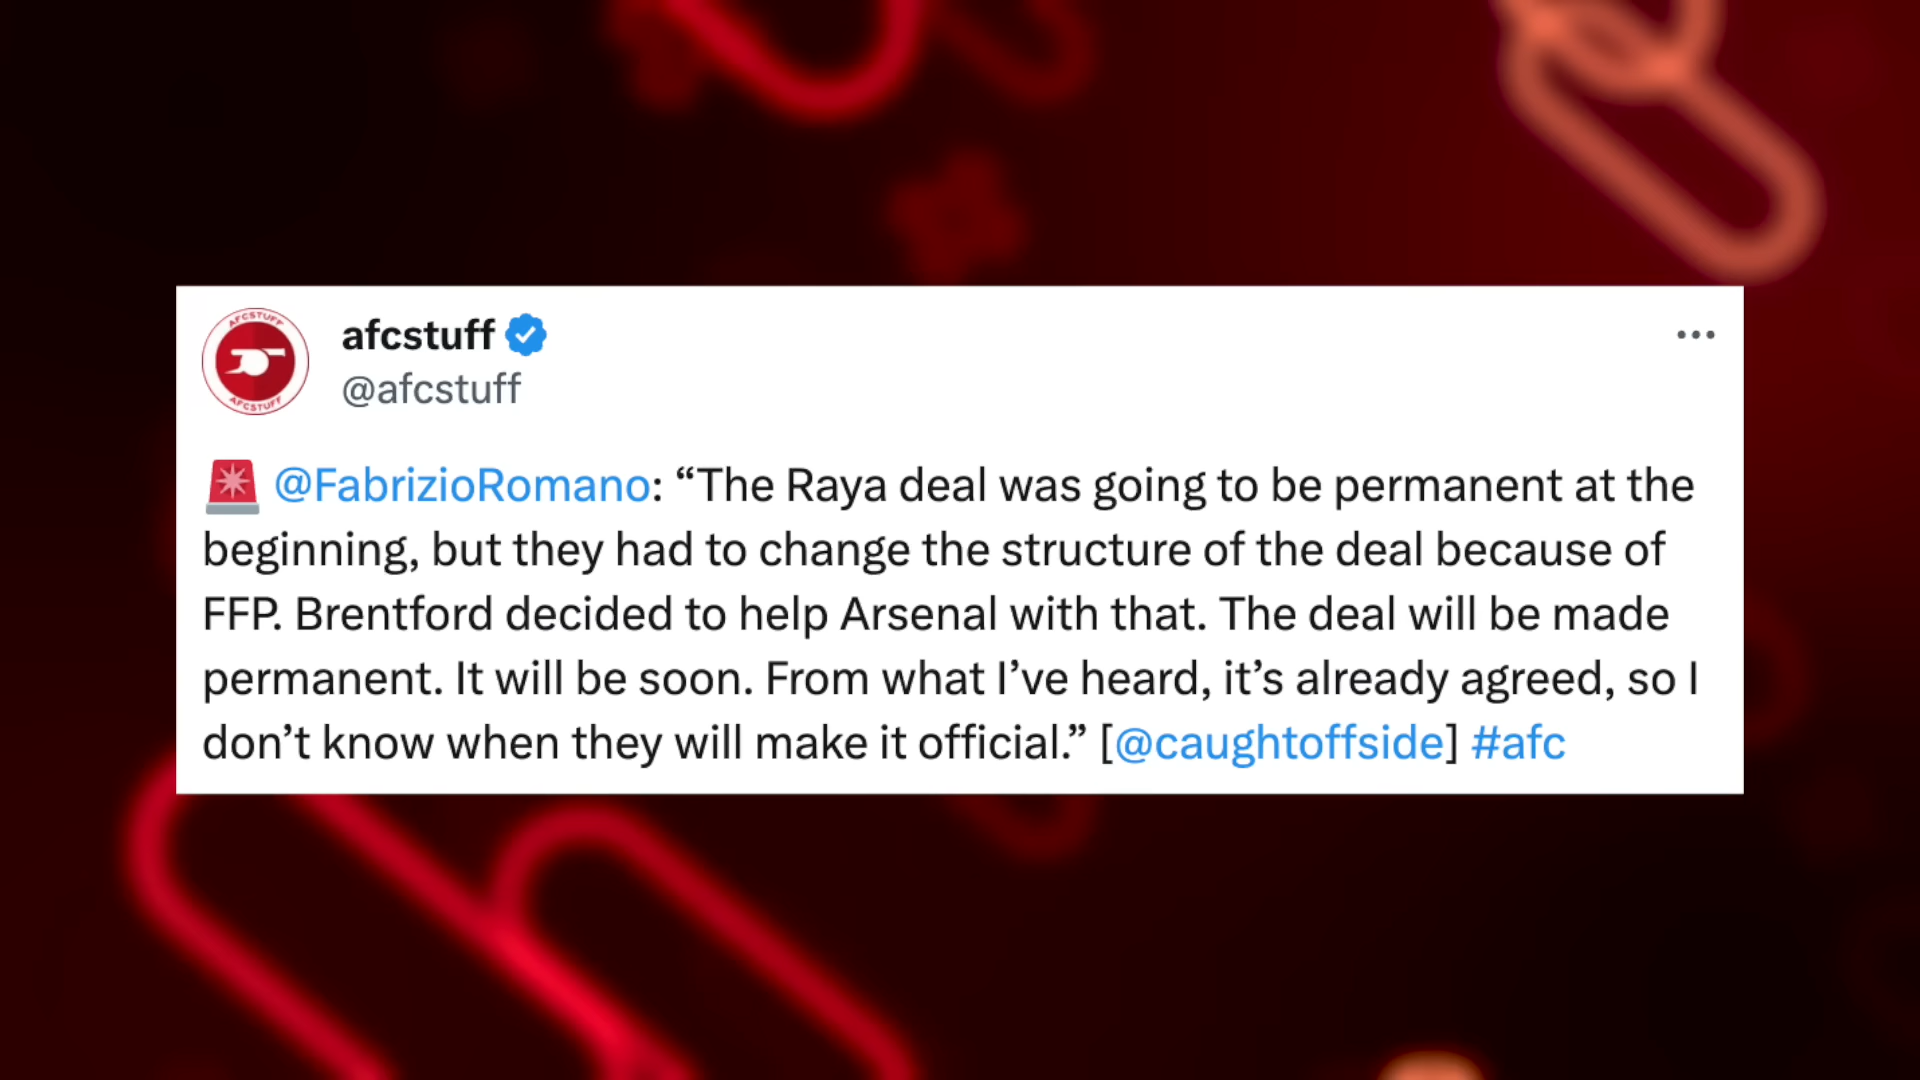 AFCSTUFF
AFCSTUFF
afcstuff
@afcstuff
🚨 @FabrizioRomano: “The Raya deal was going to be permanent at the
beginning, but they had to change the structure of the deal because of
FFP. Brentford decided to help Arsenal with that. The deal will be made
permanent. It will be soon. From what I’ve heard, it’s already agreed, so I
don’t know when they will make it official.” [@caughtoffside] #afc